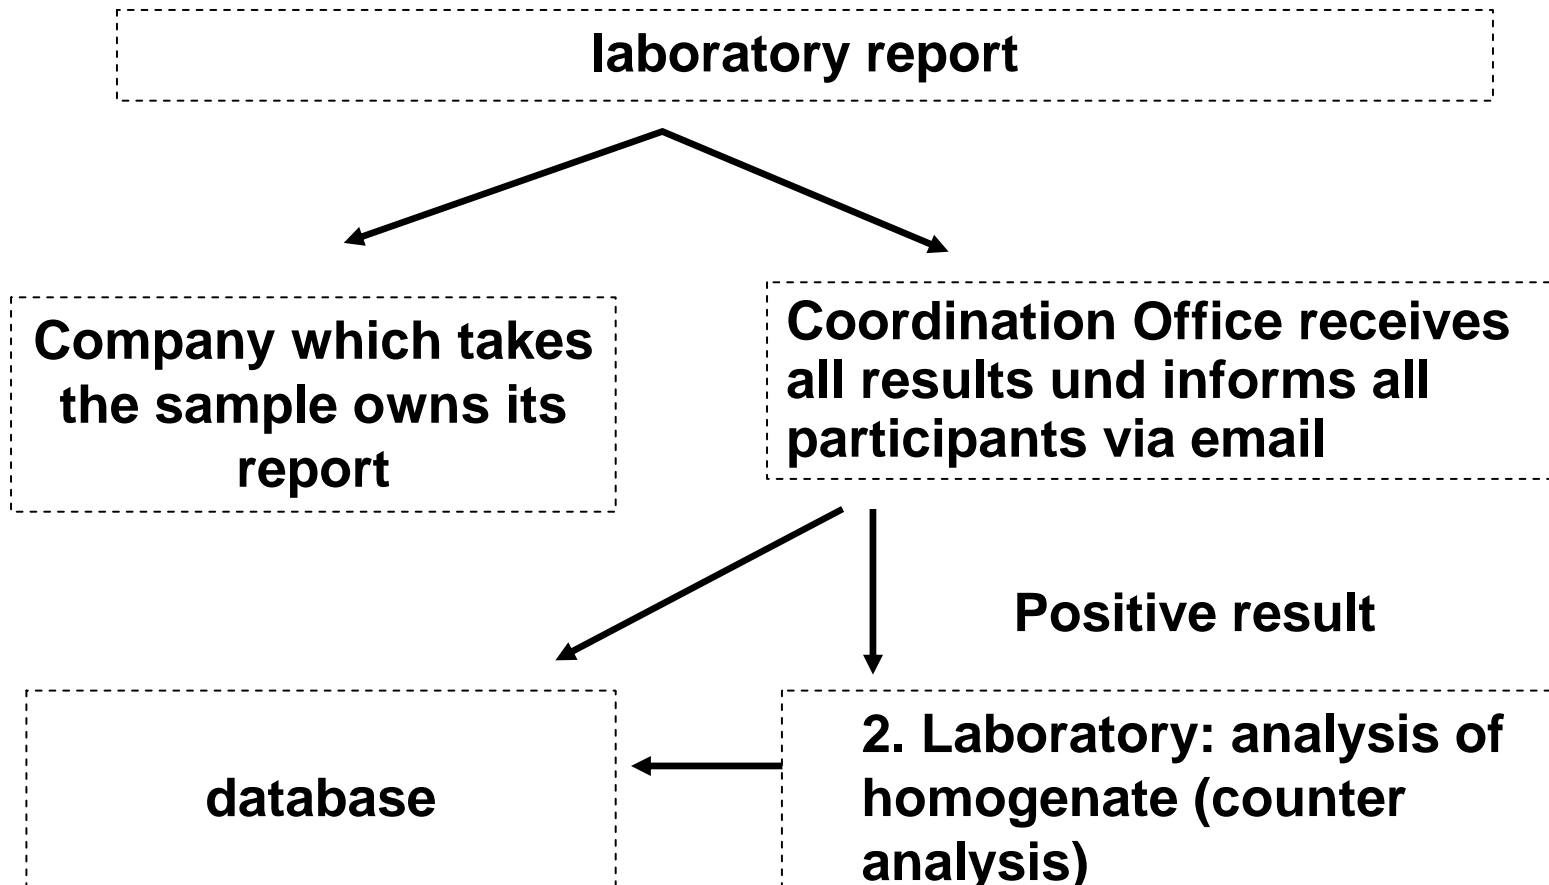 laboratory report
Company which takes
the sample owns its
report
Coordination Office receives
all results und informs all
participants via email
Positive result
database
2. Laboratory: analysis of
homogenate (counter
analysis)